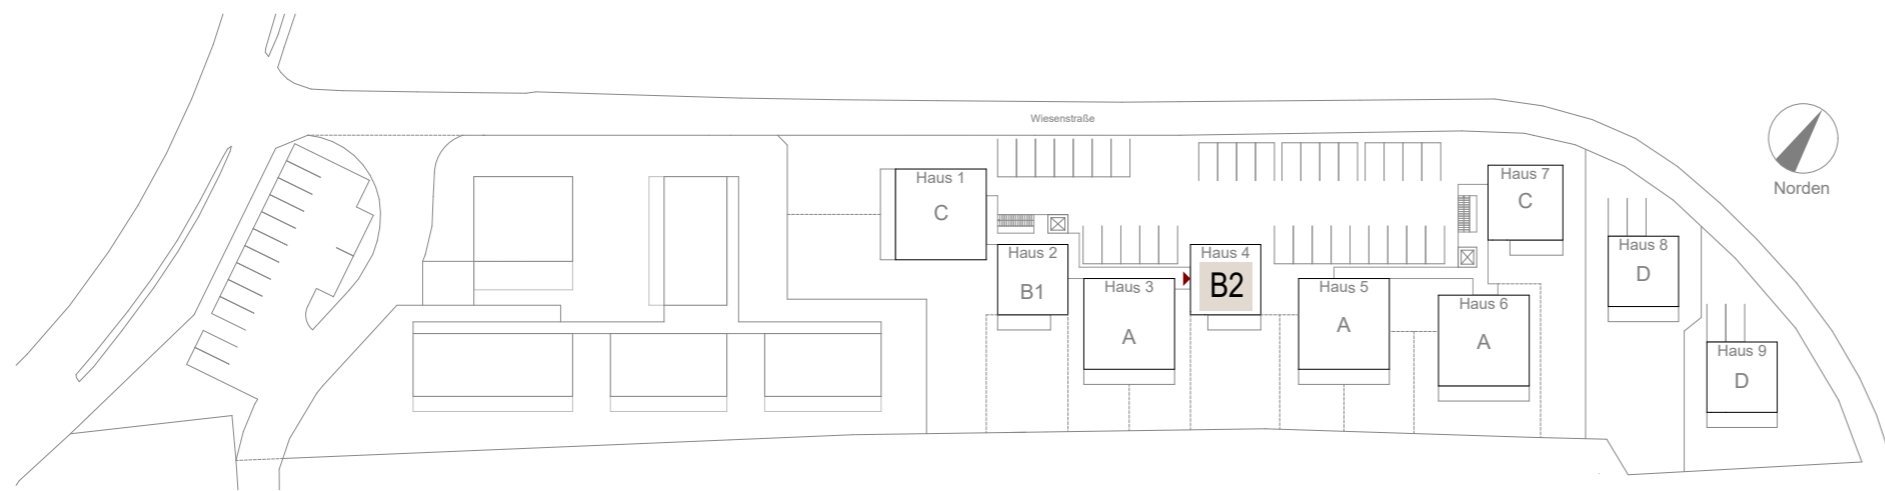 Wiesenstraße
Norden
Haus 1
C
Haus 2
B1
Haus 3
A
Haus 4
B2
Haus 5
A
Haus 6
A
Haus 7
C
Haus 8
D
Haus 9
D